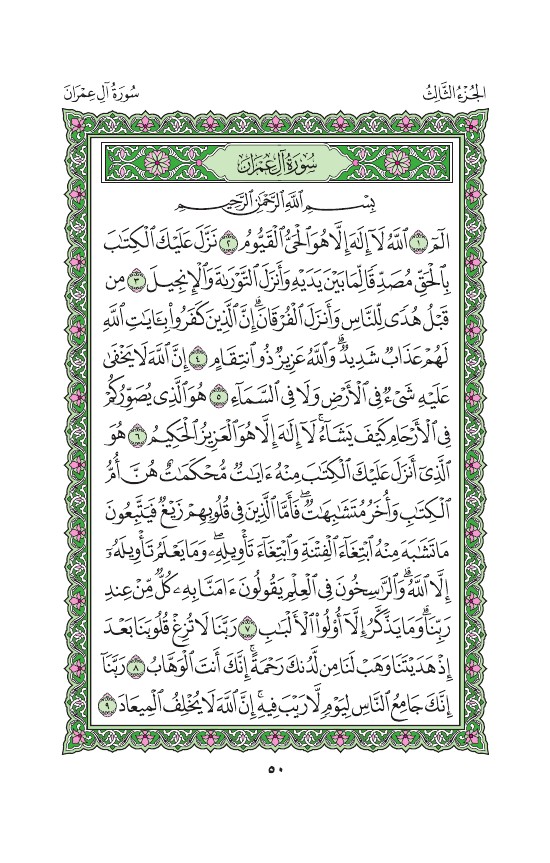 الجُزْءُ الثَّالِثُ
سُورَةُ آلِ عِمْرَانَ
سُورَةُ آلِ عِمْرَانَ
بِسْمِ ٱللَّهِ ٱلرَّحْمَٰنِ ٱلرَّحِيمِ
الٓمٓ ١ ٱللَّهُ لَآ إِلَٰهَ إِلَّا هُوَ ٱلْحَىُّ ٱلْقَيُّومُ ٢ نَزَّلَ عَلَيْكَ ٱلْكِتَٰبَ
بِٱلْحَقِّ مُصَدِّقًا لِّمَا بَيْنَ يَدَيْهِ وَأَنزَلَ ٱلتَّوْرَىٰةَ وَٱلْإِنجِيلَ ٣ مِن
قَبْلُ هُدًى لِّلنَّاسِ وَأَنزَلَ ٱلْفُرْقَانَ ۗ إِنَّ ٱلَّذِينَ كَفَرُوا۟ بِـَٔايَٰتِ ٱللَّهِ
لَهُمْ عَذَابٌ شَدِيدٌ ۗ وَٱللَّهُ عَزِيزٌ ذُو ٱنتِقَامٍ ٤ إِنَّ ٱللَّهَ لَا يَخْفَىٰ
عَلَيْهِ شَىْءٌ فِى ٱلْأَرْضِ وَلَا فِى ٱلسَّمَآءِ ٥ هُوَ ٱلَّذِى يُصَوِّرُكُمْ
فِى ٱلْأَرْحَامِ كَيْفَ يَشَآءُ ۚ لَآ إِلَٰهَ إِلَّا هُوَ ٱلْعَزِيزُ ٱلْحَكِيمُ ٦ هُوَ
ٱلَّذِىٓ أَنزَلَ عَلَيْكَ ٱلْكِتَٰبَ مِنْهُ ءَايَٰتٌ مُّحْكَمَٰتٌ هُنَّ أُمُّ
ٱلْكِتَٰبِ وَأُخَرُ مُتَشَٰبِهَٰتٌ ۖ فَأَمَّا ٱلَّذِينَ فِى قُلُوبِهِمْ زَيْغٌ فَيَتَّبِعُونَ
مَا تَشَٰبَهَ مِنْهُ ٱبْتِغَآءَ ٱلْفِتْنَةِ وَٱبْتِغَآءَ تَأْوِيلِهِۦ ۗ وَمَا يَعْلَمُ تَأْوِيلَهُۥٓ
إِلَّا ٱللَّهُ ۗ وَٱلرَّٰسِخُونَ فِى ٱلْعِلْمِ يَقُولُونَ ءَامَنَّا بِهِۦ كُلٌّ مِّنْ عِندِ
رَبِّنَا ۗ وَمَا يَذَّكَّرُ إِلَّآ أُو۟لُوا۟ ٱلْأَلْبَٰبِ ٧ رَبَّنَا لَا تُزِغْ قُلُوبَنَا بَعْدَ
إِذْ هَدَيْتَنَا وَهَبْ لَنَا مِن لَّدُنكَ رَحْمَةً ۚ إِنَّكَ أَنتَ ٱلْوَهَّابُ ٨ رَبَّنَآ
إِنَّكَ جَامِعُ ٱلنَّاسِ لِيَوْمٍ لَّا رَيْبَ فِيهِ ۚ إِنَّ ٱللَّهَ لَا يُخْلِفُ ٱلْمِيعَادَ ٩
٥٠